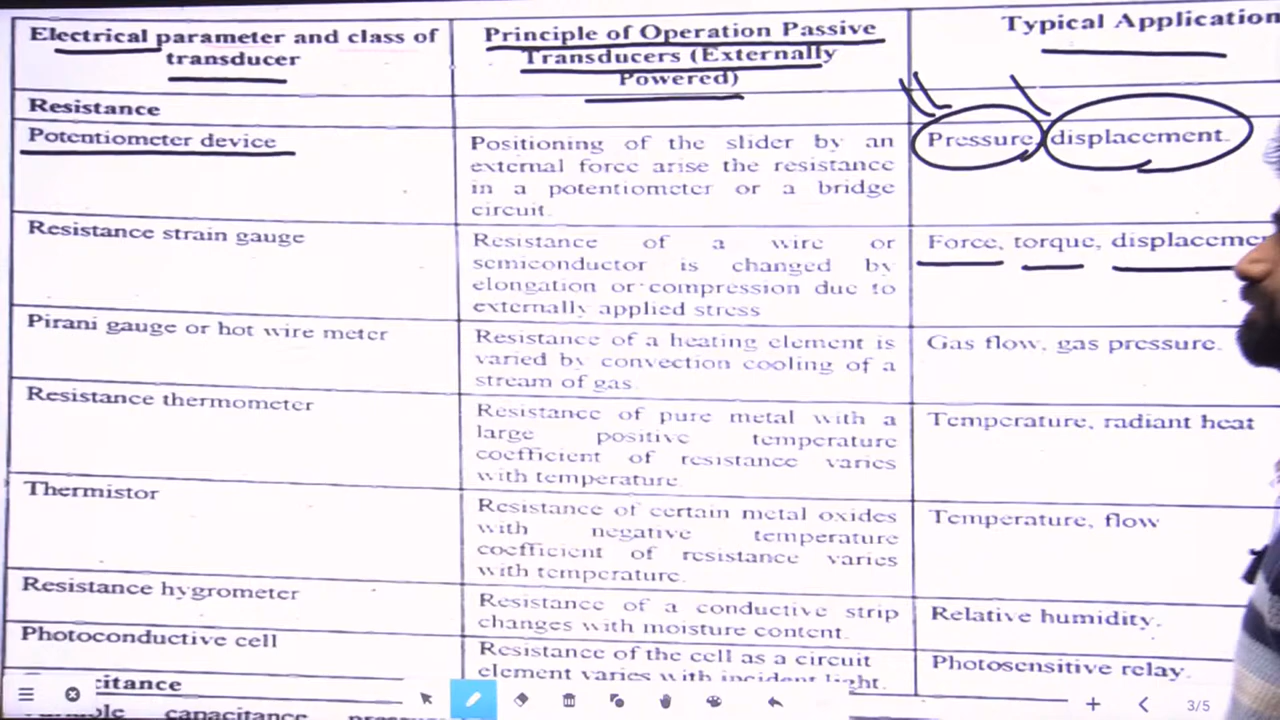 Electrical parameter and class of transducer
Principle of Operation Passive Transducers (Externally Powered)
Typical Application
Resistance
Potentiometer device
Positioning of the slider by an
external force arise the resistance
in a potentiometer or a bridge
circuit.
Pressure, displacement.
Resistance strain gauge
Resistance of a wire or
semiconductor is changed by
elongation or compression due to
externally applied stress
Force, torque, displaceme
Pirani gauge or hot wire meter
Resistance of a heating element is
varied by convection cooling of a
stream of gas.
Gas flow, gas pressure.
Resistance thermometer
Resistance of pure metal with a
large positive temperature
coefficient of resistance varies
with temperature.
Temperature, radiant heat
Thermistor
Resistance of certain metal oxides
with negative temperature
coefficient of resistance varies
with temperature.
Temperature, flow
Resistance hygrometer
Resistance of a conductive strip
changes with moisture content.
Relative humidity.
Photoconductive cell
Resistance of the cell as a circuit
element varies with incident light.
Photosensitive relay.
citance
capacitance
3/5